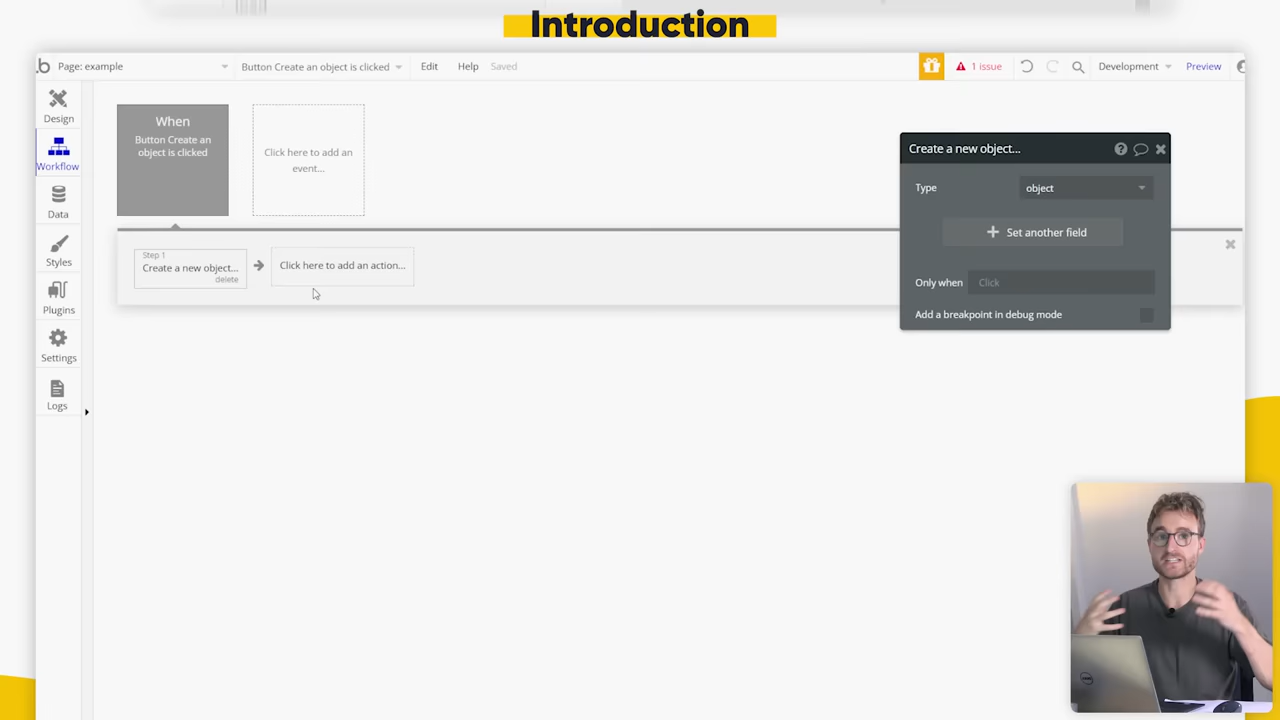 Introduction
.b
Page: example
Button Create an object is clicked
Edit
Help
Saved
1 issue
Development
Preview
Design
Workflow
Data
Styles
Plugins
Settings
Logs
When
Button Create an
object is clicked
Click here to add an
event...
Step 1
Create a new object...
delete
Click here to add an action...
Create a new object...
?
Type
object
Set another field
Only when
Click
Add a breakpoint in debug mode